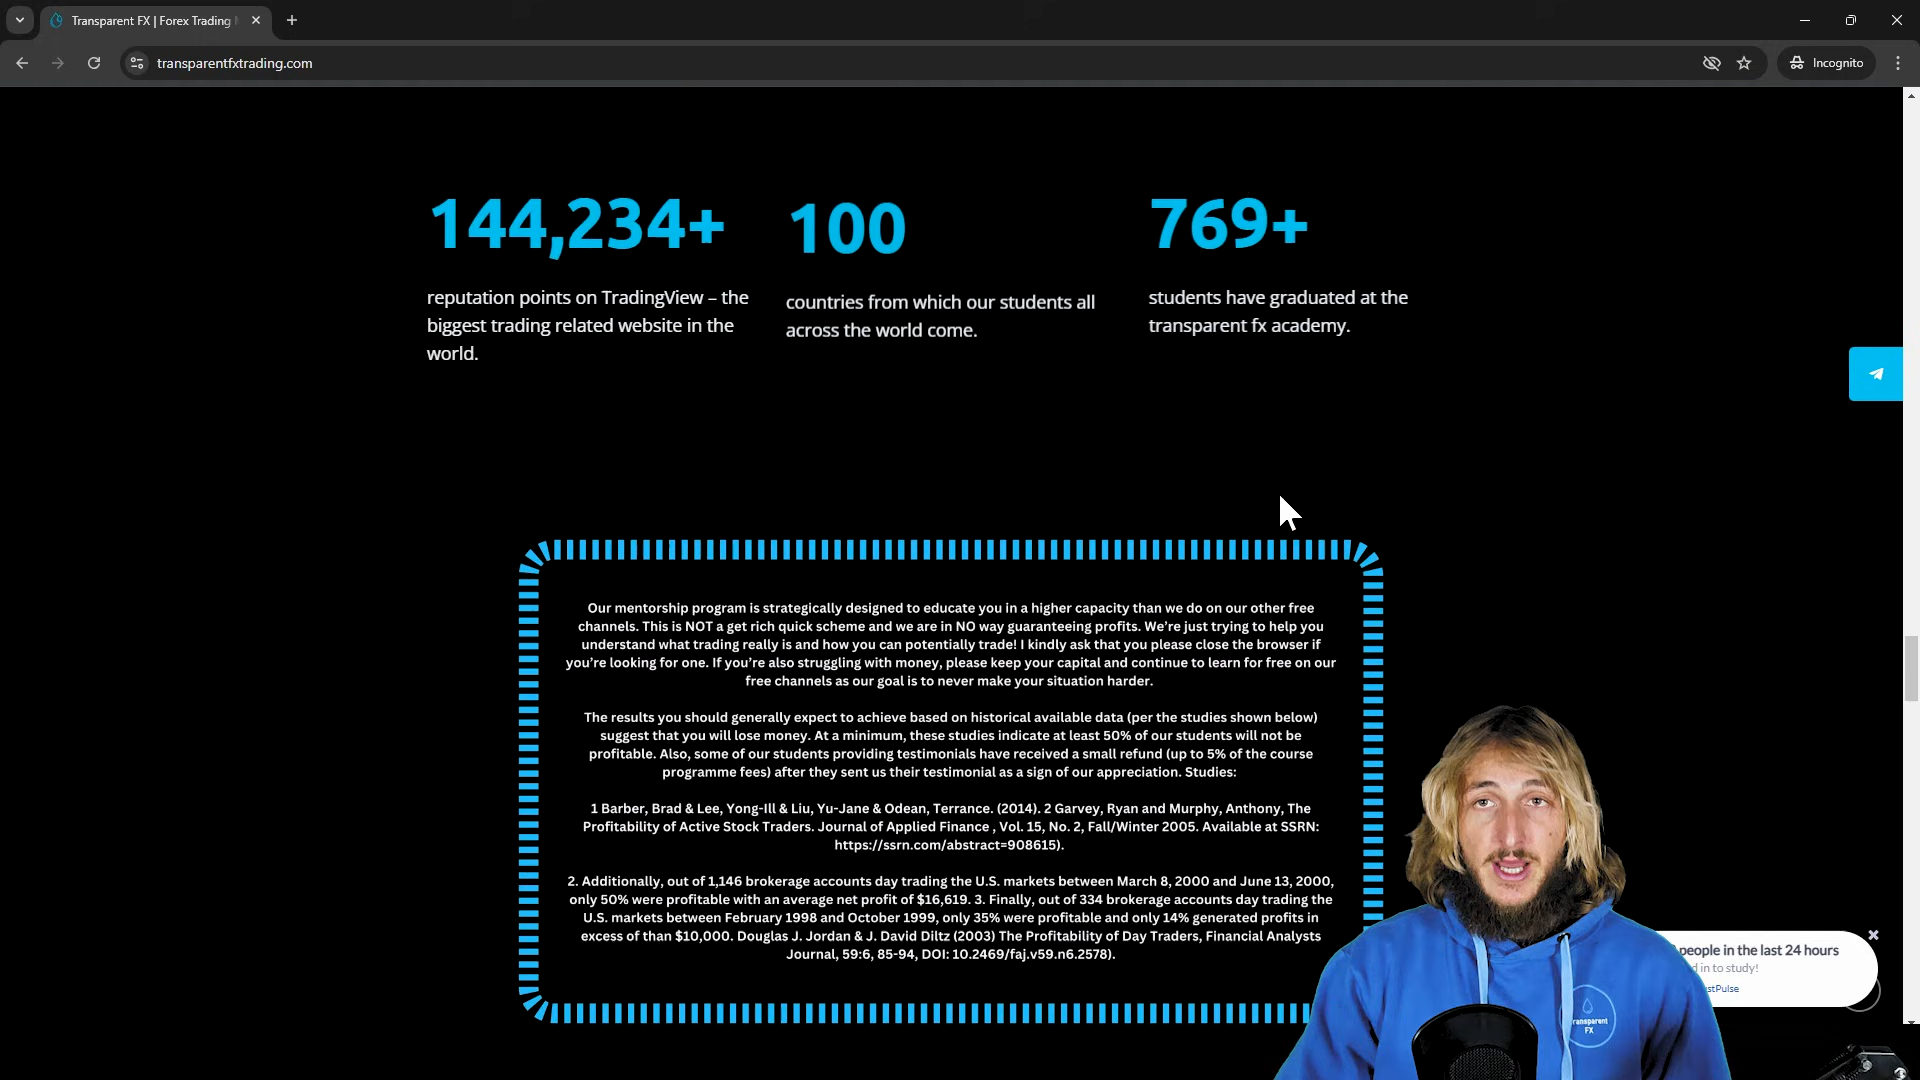 Transparent FX | Forex Trading
transparentfxtrading.com
Incognito
144,234+
reputation points on TradingView – the
biggest trading related website in the
world.
100
countries from which our students all
across the world come.
769+
students have graduated at the
transparent fx academy.
Our mentorship program is strategically designed to educate you in a higher capacity than we do on our other free
channels. This is NOT a get rich quick scheme and we are in NO way guaranteeing profits. We're just trying to help you
understand what trading really is and how you can potentially trade! I kindly ask that you please close the browser if
you're looking for one. If you're also struggling with money, please keep your capital and continue to learn for free on our
free channels as our goal is to never make your situation harder.
The results you should generally expect to achieve based on historical available data (per the studies shown below)
suggest that you will lose money. At a minimum, these studies indicate at least 50% of our students will not be
profitable. Also, some of our students providing testimonials have received a small refund (up to 5% of the course
programme fees) after they sent us their testimonial as a sign of our appreciation. Studies:
1 Barber, Brad & Lee, Yong-Ill & Liu, Yu-Jane & Odean, Terrance. (2014). 2 Garvey, Ryan and Murphy, Anthony, The
Profitability of Active Stock Traders. Journal of Applied Finance , Vol. 15, No. 2, Fall/Winter 2005. Available at SSRN:
https://ssrn.com/abstract=908615).
2. Additionally, out of 1,146 brokerage accounts day trading the U.S. markets between March 8, 2000 and June 13, 2000,
only 50% were profitable with an average net profit of $16,619. 3. Finally, out of 334 brokerage accounts day trading the
U.S. markets between February 1998 and October 1999, only 35% were profitable and only 14% generated profits in
excess of than $10,000. Douglas J. Jordan & J. David Diltz (2003) The Profitability of Day Traders, Financial Analysts
Journal, 59:6, 85-94, DOI: 10.2469/faj.v59.n6.2578).
people in the last 24 hours
in to study!
Transparent
FX